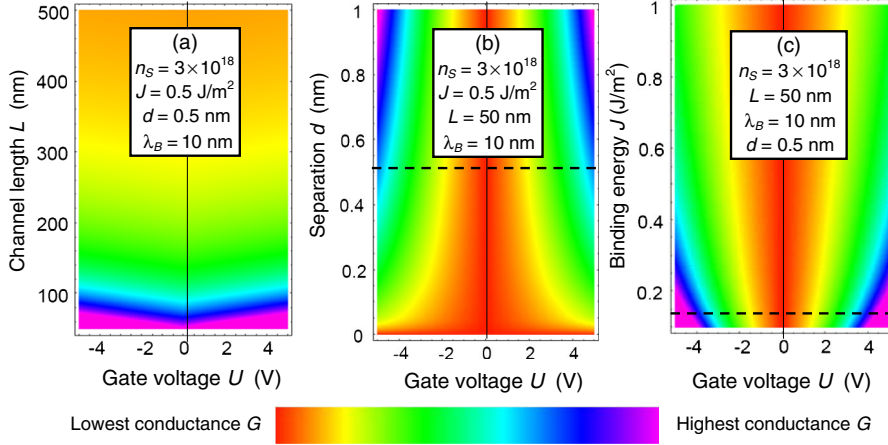 Channel length L (nm)
500
400
300
200
100
(a)
n_S = 3×10^18
J = 0.5 J/m^2
d = 0.5 nm
λ_B = 10 nm
-4 -2 0 2 4
Gate voltage U (V)
Separation d (nm)
1
0.8
0.6
0.4
0.2
0
(b)
n_S = 3×10^18
J = 0.5 J/m^2
L = 50 nm
λ_B = 10 nm
-4 -2 0 2 4
Gate voltage U (V)
Binding energy J (J/m^2)
1
0.8
0.6
0.4
0.2
(c)
n_S = 3×10^18
L = 50 nm
λ_B = 10 nm
d = 0.5 nm
-4 -2 0 2 4
Gate voltage U (V)
Lowest conductance G
Highest conductance G